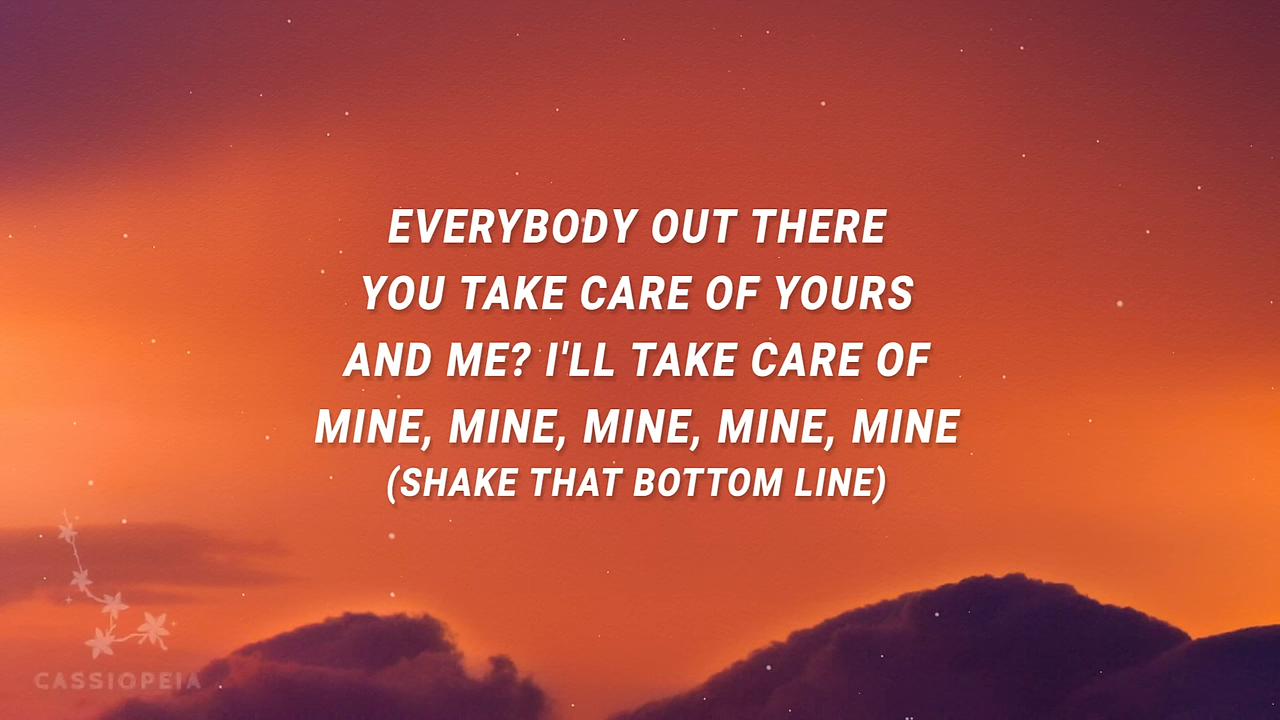 EVERYBODY OUT THERE
YOU TAKE CARE OF YOURS
AND ME? I'LL TAKE CARE OF
MINE, MINE, MINE, MINE, MINE
(SHAKE THAT BOTTOM LINE)
CASSIOPEIA